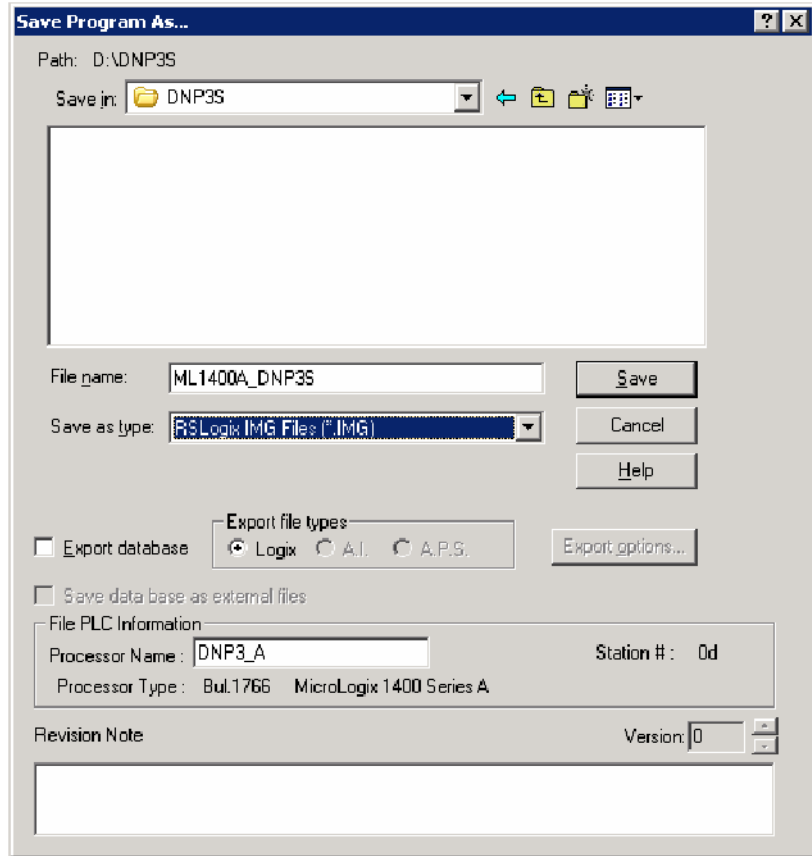 Save Program As...
Path: D:\DNP3S
Save in: DNP3S
File name: ML1400A_DNP3S
Save
Save as type: RSLogix IMG Files (*.IMG)
Cancel
Help
Export database
Export file types
Logix A.I. A.P.S.
Export options...
Save data base as external files
File PLC Information
Processor Name : DNP3_A
Station # : 0d
Processor Type : Bul.1766 MicroLogix 1400 Series A
Revision Note
Version: 0